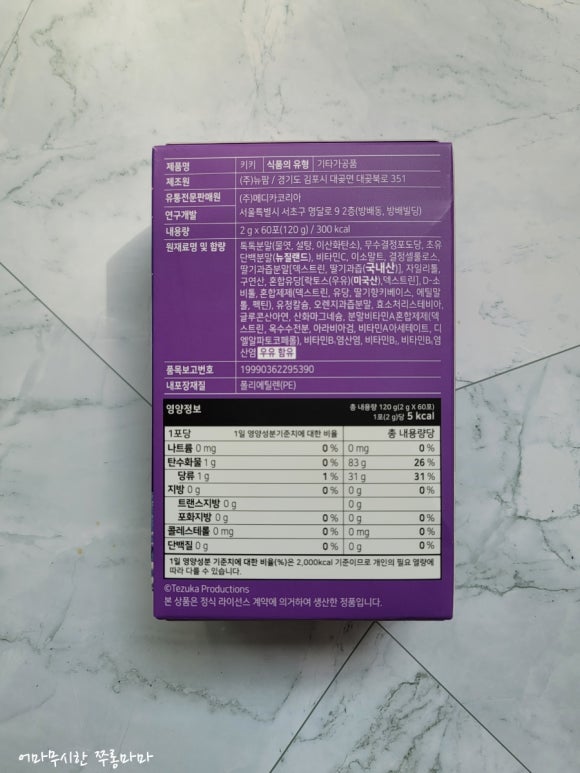 제품명 키키 식품의 유형 기타가공품
제조원 (주)뉴팜 / 경기도 김포시 대곶면 대곶북로 351
유통전문판매원 (주)메디카코리아
연구개발 서울특별시 서초구 명달로 9 2층(방배동, 방배빌딩)
내용량 2 g x 60포(120 g) / 300 kcal
원재료명 및 함량 톡톡분말(물엿, 설탕, 이산화탄소), 무수결정포도당, 초유
단백분말(뉴질랜드), 비타민C, 이소말트, 결정셀룰로스,
딸기과즙분말[덱스트린, 딸기과즙(국내산)], 자일리톨,
구연산, 혼합유당[락토스(우유)(미국산),덱스트린], D-소
비톨, 혼합제제(덱스트린, 유당, 딸기향키베이스, 에틸말
톨, 펙틴), 유청칼슘, 오렌지과즙분말, 효소처리스테비아,
글루콘산아연, 산화마그네슘, 분말비타민A혼합제제(덱
스트린, 옥수수전분, 아라비아검, 비타민A아세테이트, 디
엘알파토코페롤), 비타민B₁염산염, 비타민B₂, 비타민B₆염
산염 우유 함유
품목보고번호 19990362295390
내포장재질 폴리에틸렌(PE)
영양정보 총 내용량 120 g(2 g X 60포)
1포(2 g)당 5 kcal
1포당 1일 영양성분기준치에 대한 비율 총 내용량당
나트륨 0 mg 0 % 0 mg 0 %
탄수화물 1 g 0 % 83 g 26 %
당류 1 g 1 % 31 g 31 %
지방 0 g 0 % 0 g 0 %
트랜스지방 0 g 0 g
포화지방 0 g 0 % 0 g 0 %
콜레스테롤 0 mg 0 % 0 mg 0 %
단백질 0 g 0 % 0 g 0 %
1일 영양성분 기준치에 대한 비율(%)은 2,000kcal 기준이므로 개인의 필요 열량에
따라 다를 수 있습니다.
©Tezuka Productions
본 상품은 정식 라이선스 계약에 의거하여 생산한 정품입니다.
어마무시한 쭈롱마마